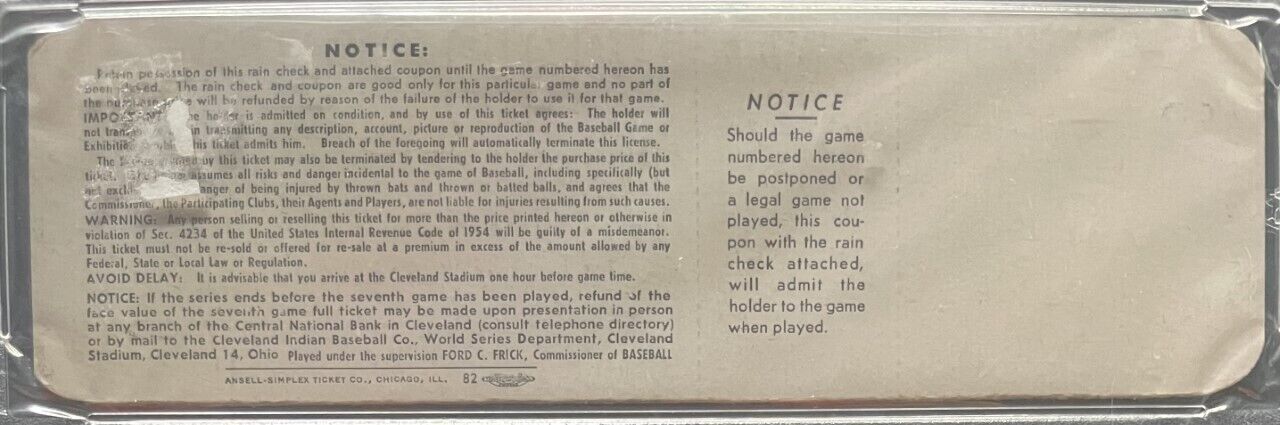 NOTICE:
possession of this rain check and attached coupon until the game numbered hereon has
been The rain check and coupon are good only for this particular game and no part of
the will be refunded by reason of the failure of the holder to use it for that game.
holder is admitted on condition, and by use of this ticket agrees: The holder will
not in transmitting any description, account, picture or reproduction of the Baseball Game or
this ticket admits him. Breach of the foregoing will automatically terminate this license.
The by this ticket may also be terminated by tendering to the holder the purchase price of this
ticket. assumes all risks and danger incidental to the game of Baseball, including specifically (but
not danger of being injured by thrown bats and thrown or batted balls, and agrees that the
Commissioner, the Participating Clubs, their Agents and Players, are not liable for injuries resulting from such causes.
WARNING: Any person selling or reselling this ticket for more than the price printed hereon or otherwise in
violation of Sec. 4234 of the United States Internal Revenue Code of 1954 will be guilty of a misdemeanor.
This ticket must not be re-sold or offered for re-sale at a premium in excess of the amount allowed by any
Federal, State or Local Law or Regulation.
AVOID DELAY: It is advisable that you arrive at the Cleveland Stadium one hour before game time.
NOTICE: If the series ends before the seventh game has been played, refund of the
face value of the seventh game full ticket may be made upon presentation in person
at any branch of the Central National Bank in Cleveland (consult telephone directory)
or by mail to the Cleveland Indian Baseball Co., World Series Department, Cleveland
Stadium, Cleveland 14, Ohio Played under the supervision FORD C. FRICK, Commissioner of BASEBALL
ANSELL-SIMPLEX TICKET CO., CHICAGO, ILL. 82
NOTICE
Should the game
numbered hereon
be postponed or
a legal game not
played, this cou-
pon with the rain
check attached,
will admit the
holder to the game
when played.